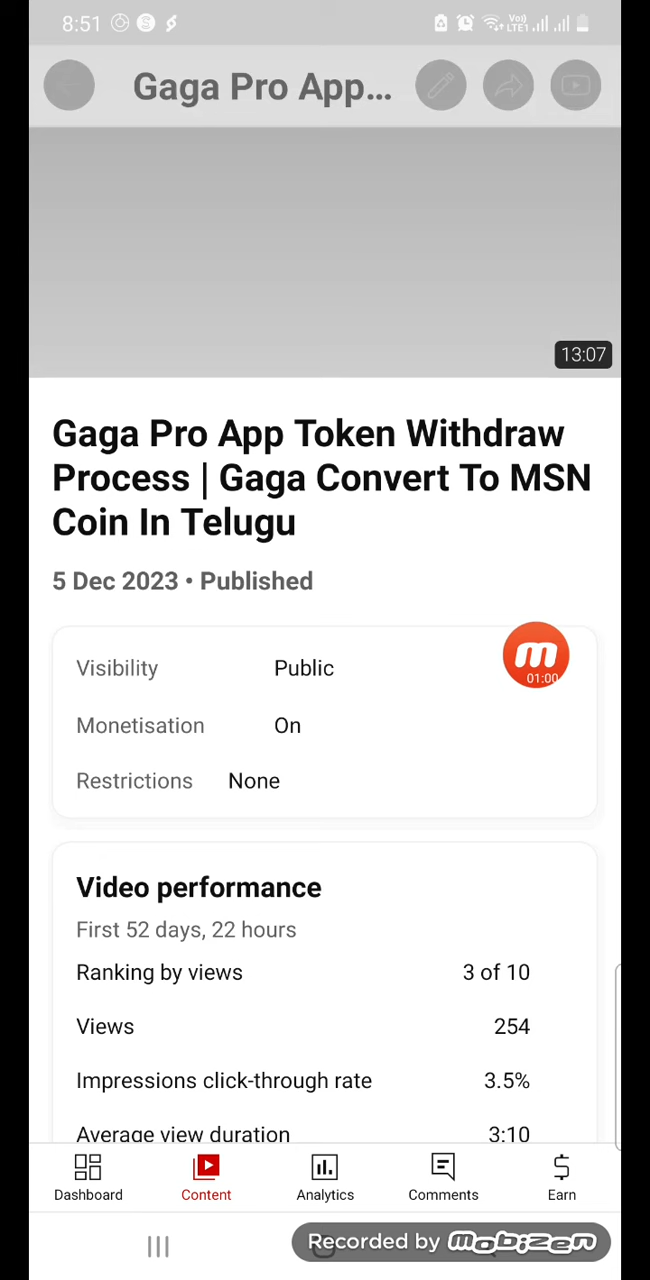 8:51
Vo))
LTE1
Gaga Pro App...
13:07
Gaga Pro App Token Withdraw
Process | Gaga Convert To MSN
Coin In Telugu
5 Dec 2023 • Published
Visibility Public
m
01:00
Monetisation On
Restrictions None
Video performance
First 52 days, 22 hours
Ranking by views 3 of 10
Views 254
Impressions click-through rate 3.5%
Average view duration 3:10
Dashboard Content Analytics Comments Earn
Recorded by mobizen